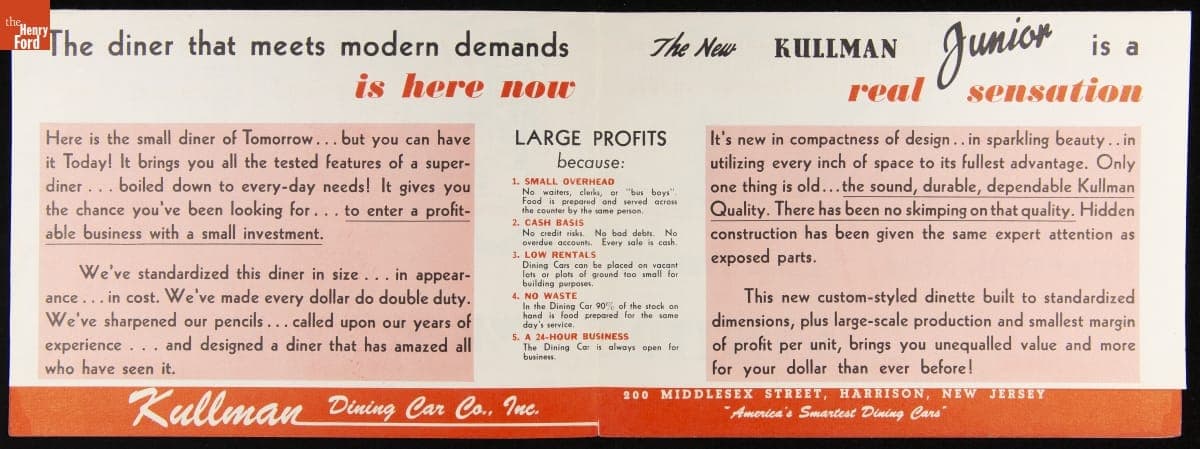 the
Henry
Ford
The diner that meets modern demands
is here now
Here is the small diner of Tomorrow... but you can have
it Today! It brings you all the tested features of a super-
diner ... boiled down to every-day needs! It gives you
the chance you've been looking for... to enter a profit-
able business with a small investment.
We've standardized this diner in size ... in appear-
ance ... in cost. We've made every dollar do double duty.
We've sharpened our pencils... called upon our years of
experience ... and designed a diner that has amazed all
who have seen it.
LARGE PROFITS
because:
1. SMALL OVERHEAD
No waiters, clerks, or "bus boys".
Food is prepared and served across
the counter by the same person.
2. CASH BASIS
No credit risks. No bad debts. No
overdue accounts. Every sale is cash.
3. LOW RENTALS
Dining Cars can be placed on vacant
lots or plots of ground too small for
building purposes.
4. NO WASTE
In the Dining Car 90% of the stock on
hand is food prepared for the same
day's service.
5. A 24-HOUR BUSINESS
The Dining Car is always open for
business.
The New KULLMAN Junior is a
real sensation
It's new in compactness of design.. in sparkling beauty.. in
utilizing every inch of space to its fullest advantage. Only
one thing is old...the sound, durable, dependable Kullman
Quality. There has been no skimping on that quality. Hidden
construction has been given the same expert attention as
exposed parts.
This new custom-styled dinette built to standardized
dimensions, plus large-scale production and smallest margin
of profit per unit, brings you unequalled value and more
for your dollar than ever before!
Kullman Dining Car Co., Inc.
200 MIDDLESEX STREET, HARRISON, NEW JERSEY
"America's Smartest Dining Cars"